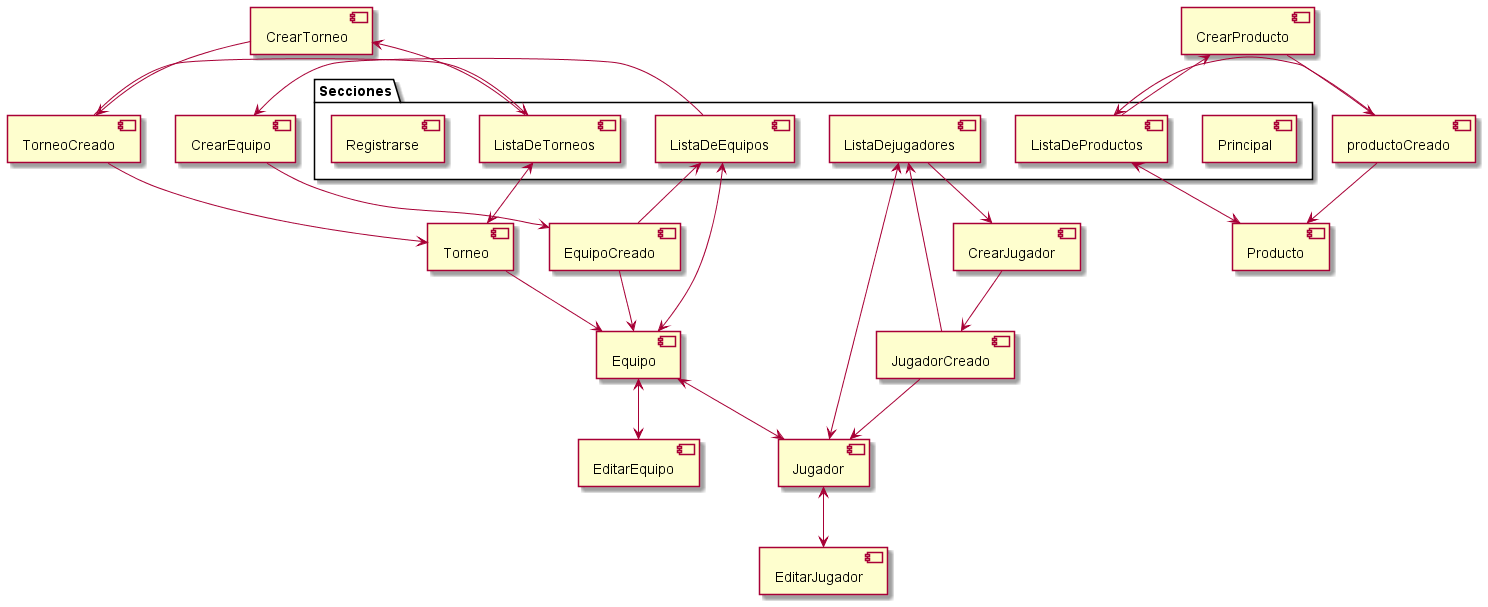 CrearTorneo
CrearProducto
Secciones
TorneoCreado
CrearEquipo
Registrarse
ListaDeTorneos
ListaDeEquipos
ListaDejugadores
ListaDeProductos
Principal
productoCreado
Torneo
EquipoCreado
CrearJugador
Producto
Equipo
JugadorCreado
EditarEquipo
Jugador
EditarJugador